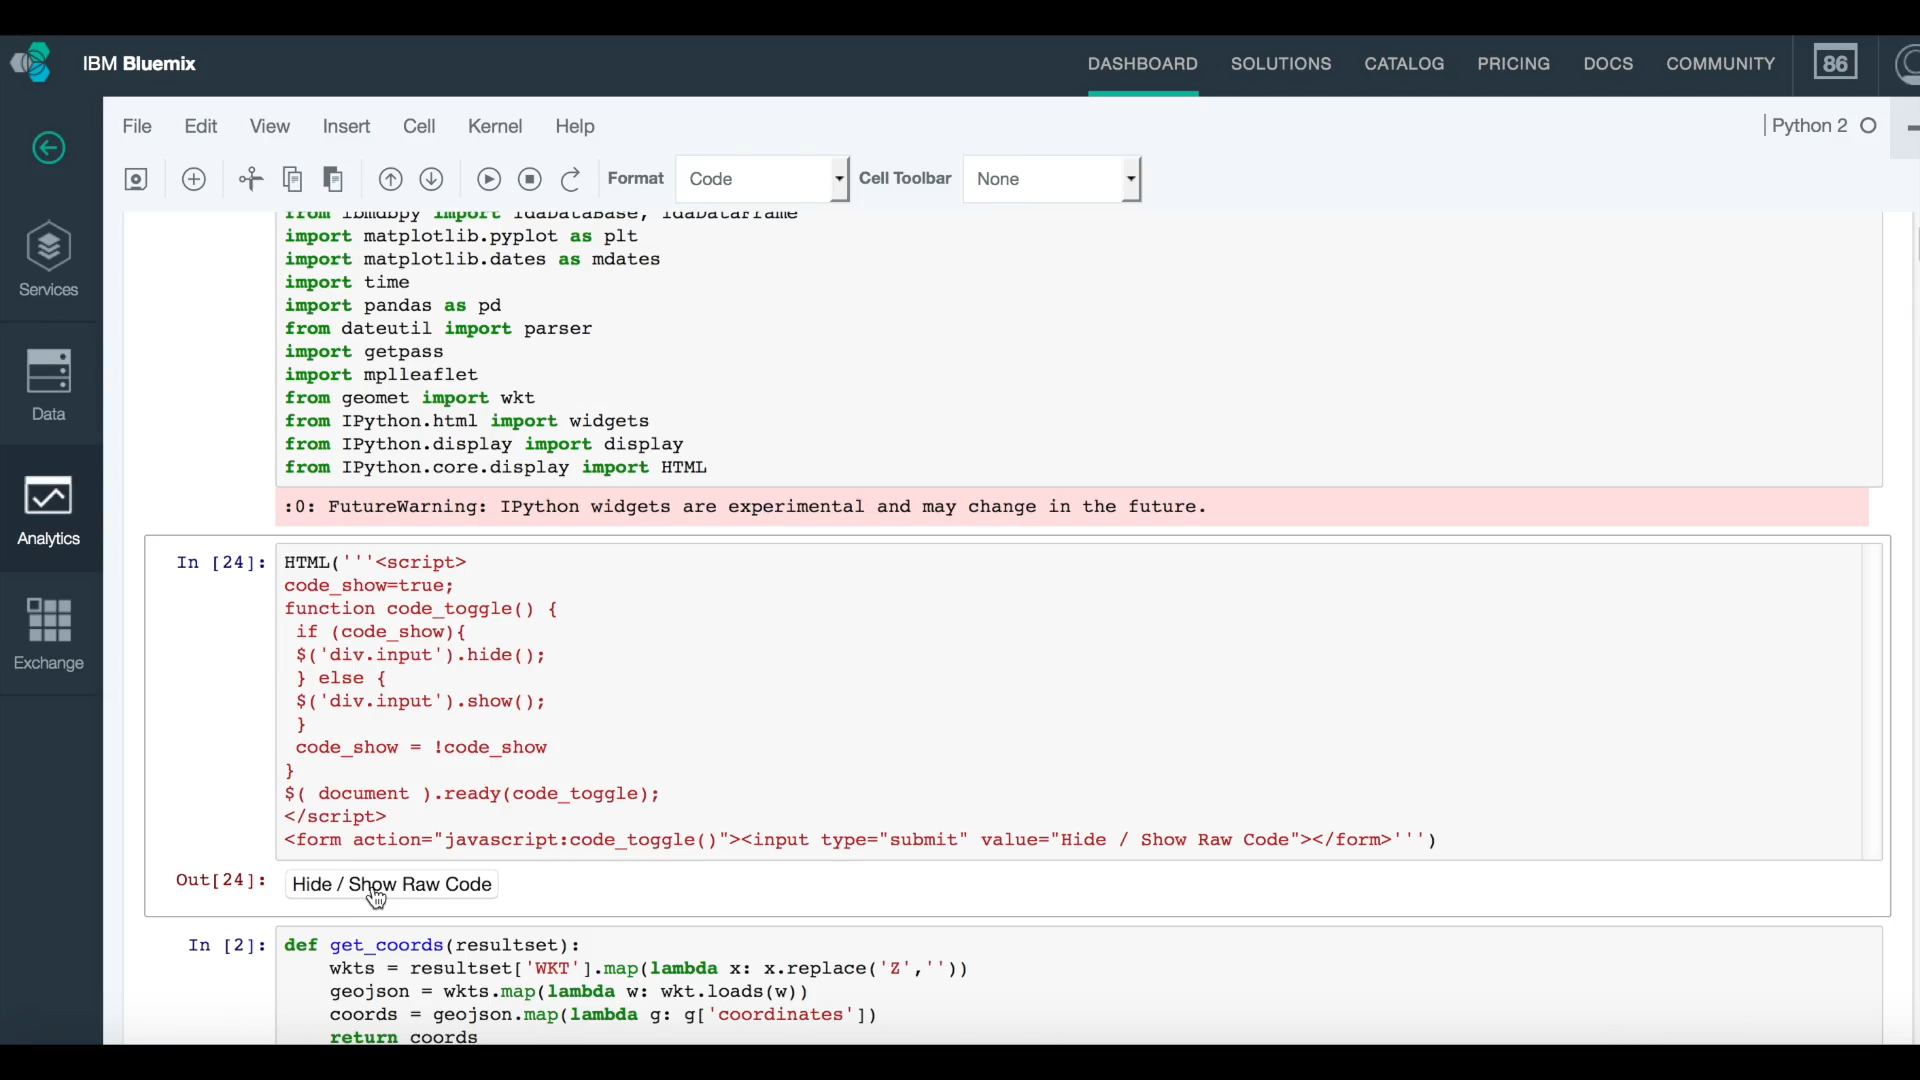 IBM Bluemix
DASHBOARD SOLUTIONS CATALOG PRICING DOCS COMMUNITY 86
File Edit View Insert Cell Kernel Help
Python 2
Format Code Cell Toolbar None
Services
Data
Analytics
Exchange
from ibmdbpy import IdaDataBase, IdaDataFrame
import matplotlib.pyplot as plt
import matplotlib.dates as mdates
import time
import pandas as pd
from dateutil import parser
import getpass
import mplleaflet
from geomet import wkt
from IPython.html import widgets
from IPython.display import display
from IPython.core.display import HTML
:0: FutureWarning: IPython widgets are experimental and may change in the future.
In [24]: HTML('''<script>
code_show=true;
function code_toggle() {
if (code_show){
$('div.input').hide();
} else {
$('div.input').show();
}
code_show = !code_show
}
$( document ).ready(code_toggle);
</script>
<form action="javascript:code_toggle()"><input type="submit" value="Hide / Show Raw Code"></form>''')
Out[24]: Hide / Show Raw Code
In [2]: def get_coords(resultset):
wkts = resultset['WKT'].map(lambda x: x.replace('Z',''))
geojson = wkts.map(lambda w: wkt.loads(w))
coords = geojson.map(lambda g: g['coordinates'])
return coords